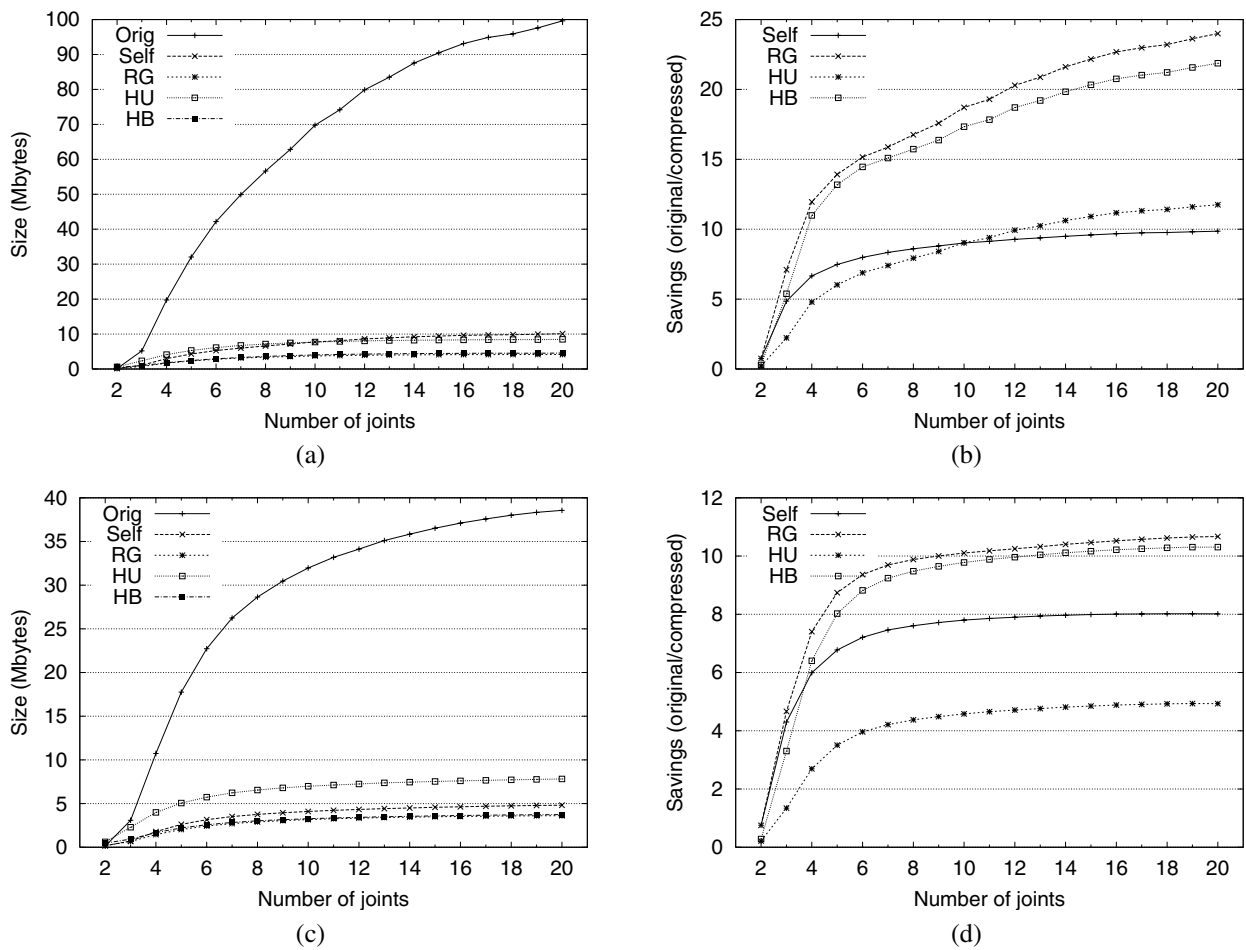 100
90
80
70
60
50
40
30
20
10
0
Size (Mbytes)
Orig
Self
RG
HU
HB
2 4 6 8 10 12 14 16 18 20
Number of joints
(a)
25
20
15
10
5
0
Savings (original/compressed)
Self
RG
HU
HB
2 4 6 8 10 12 14 16 18 20
Number of joints
(b)
40
35
30
25
20
15
10
5
0
Size (Mbytes)
Orig
Self
RG
HU
HB
2 4 6 8 10 12 14 16 18 20
Number of joints
(c)
12
10
8
6
4
2
0
Savings (original/compressed)
Self
RG
HU
HB
2 4 6 8 10 12 14 16 18 20
Number of joints
(d)